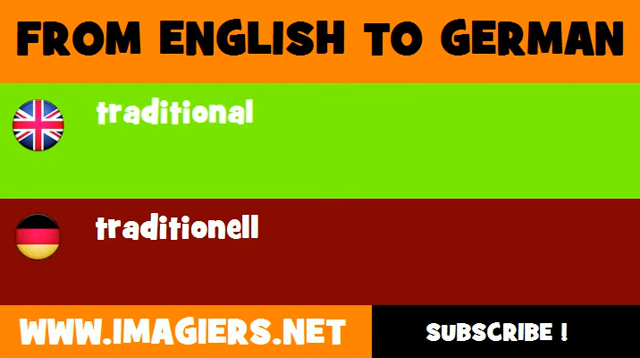 FROM ENGLISH TO GERMAN
traditional
traditionell
WWW.IMAGIERS.NET
SUBSCRIBE !